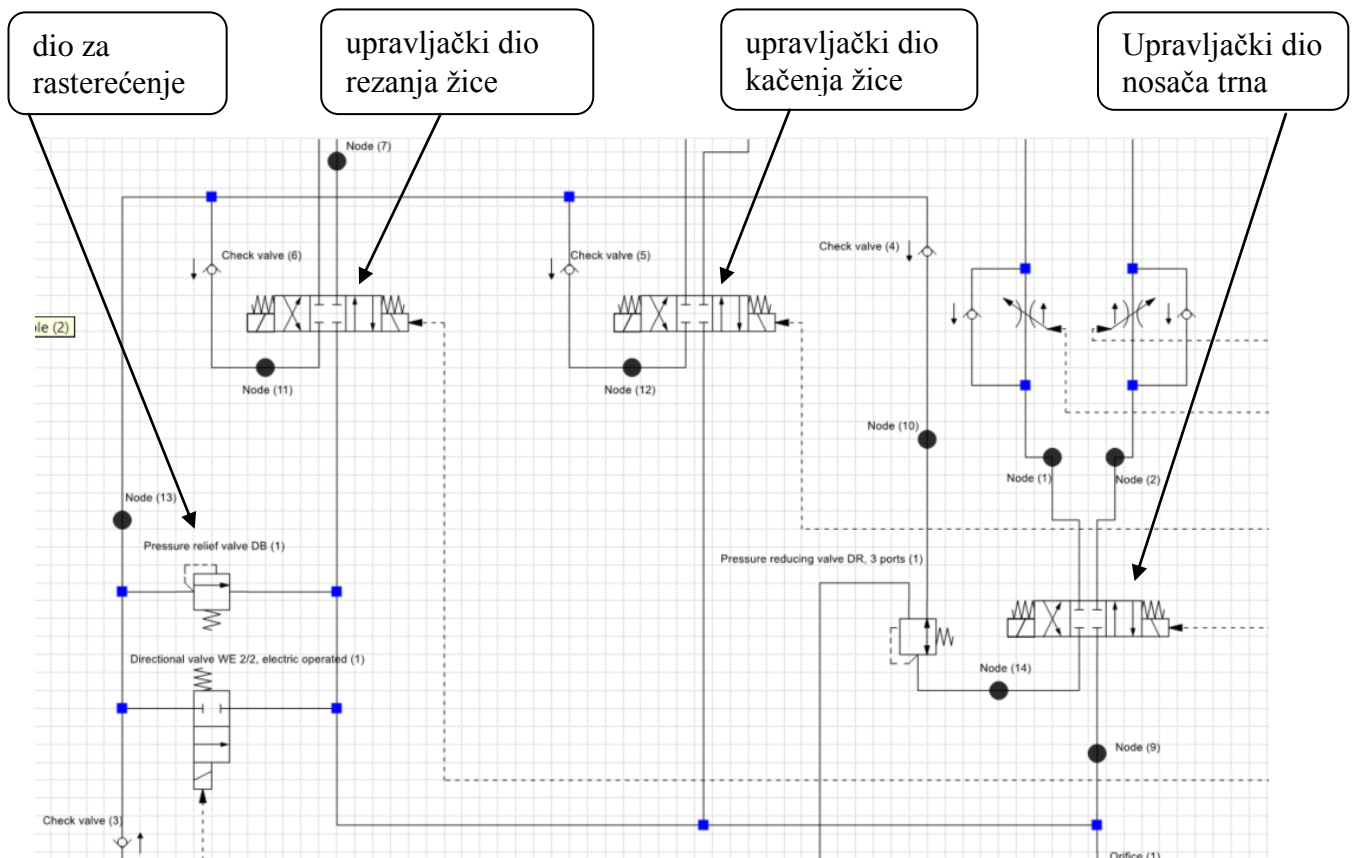 dio za
rasterećenje
upravljački dio
rezanja žice
upravljački dio
kačenja žice
Upravljački dio
nosača trna
Node (7)
Check valve (6)
Check valve (5)
Check valve (4)
(2)
Node (11)
Node (12)
Node (10)
Node (1)
Node (2)
Node (13)
Pressure relief valve DB (1)
Pressure reducing valve DR, 3 ports (1)
Directional valve WE 2/2, electric operated (1)
Node (14)
Node (9)
Check valve (3)
Orifice (1)